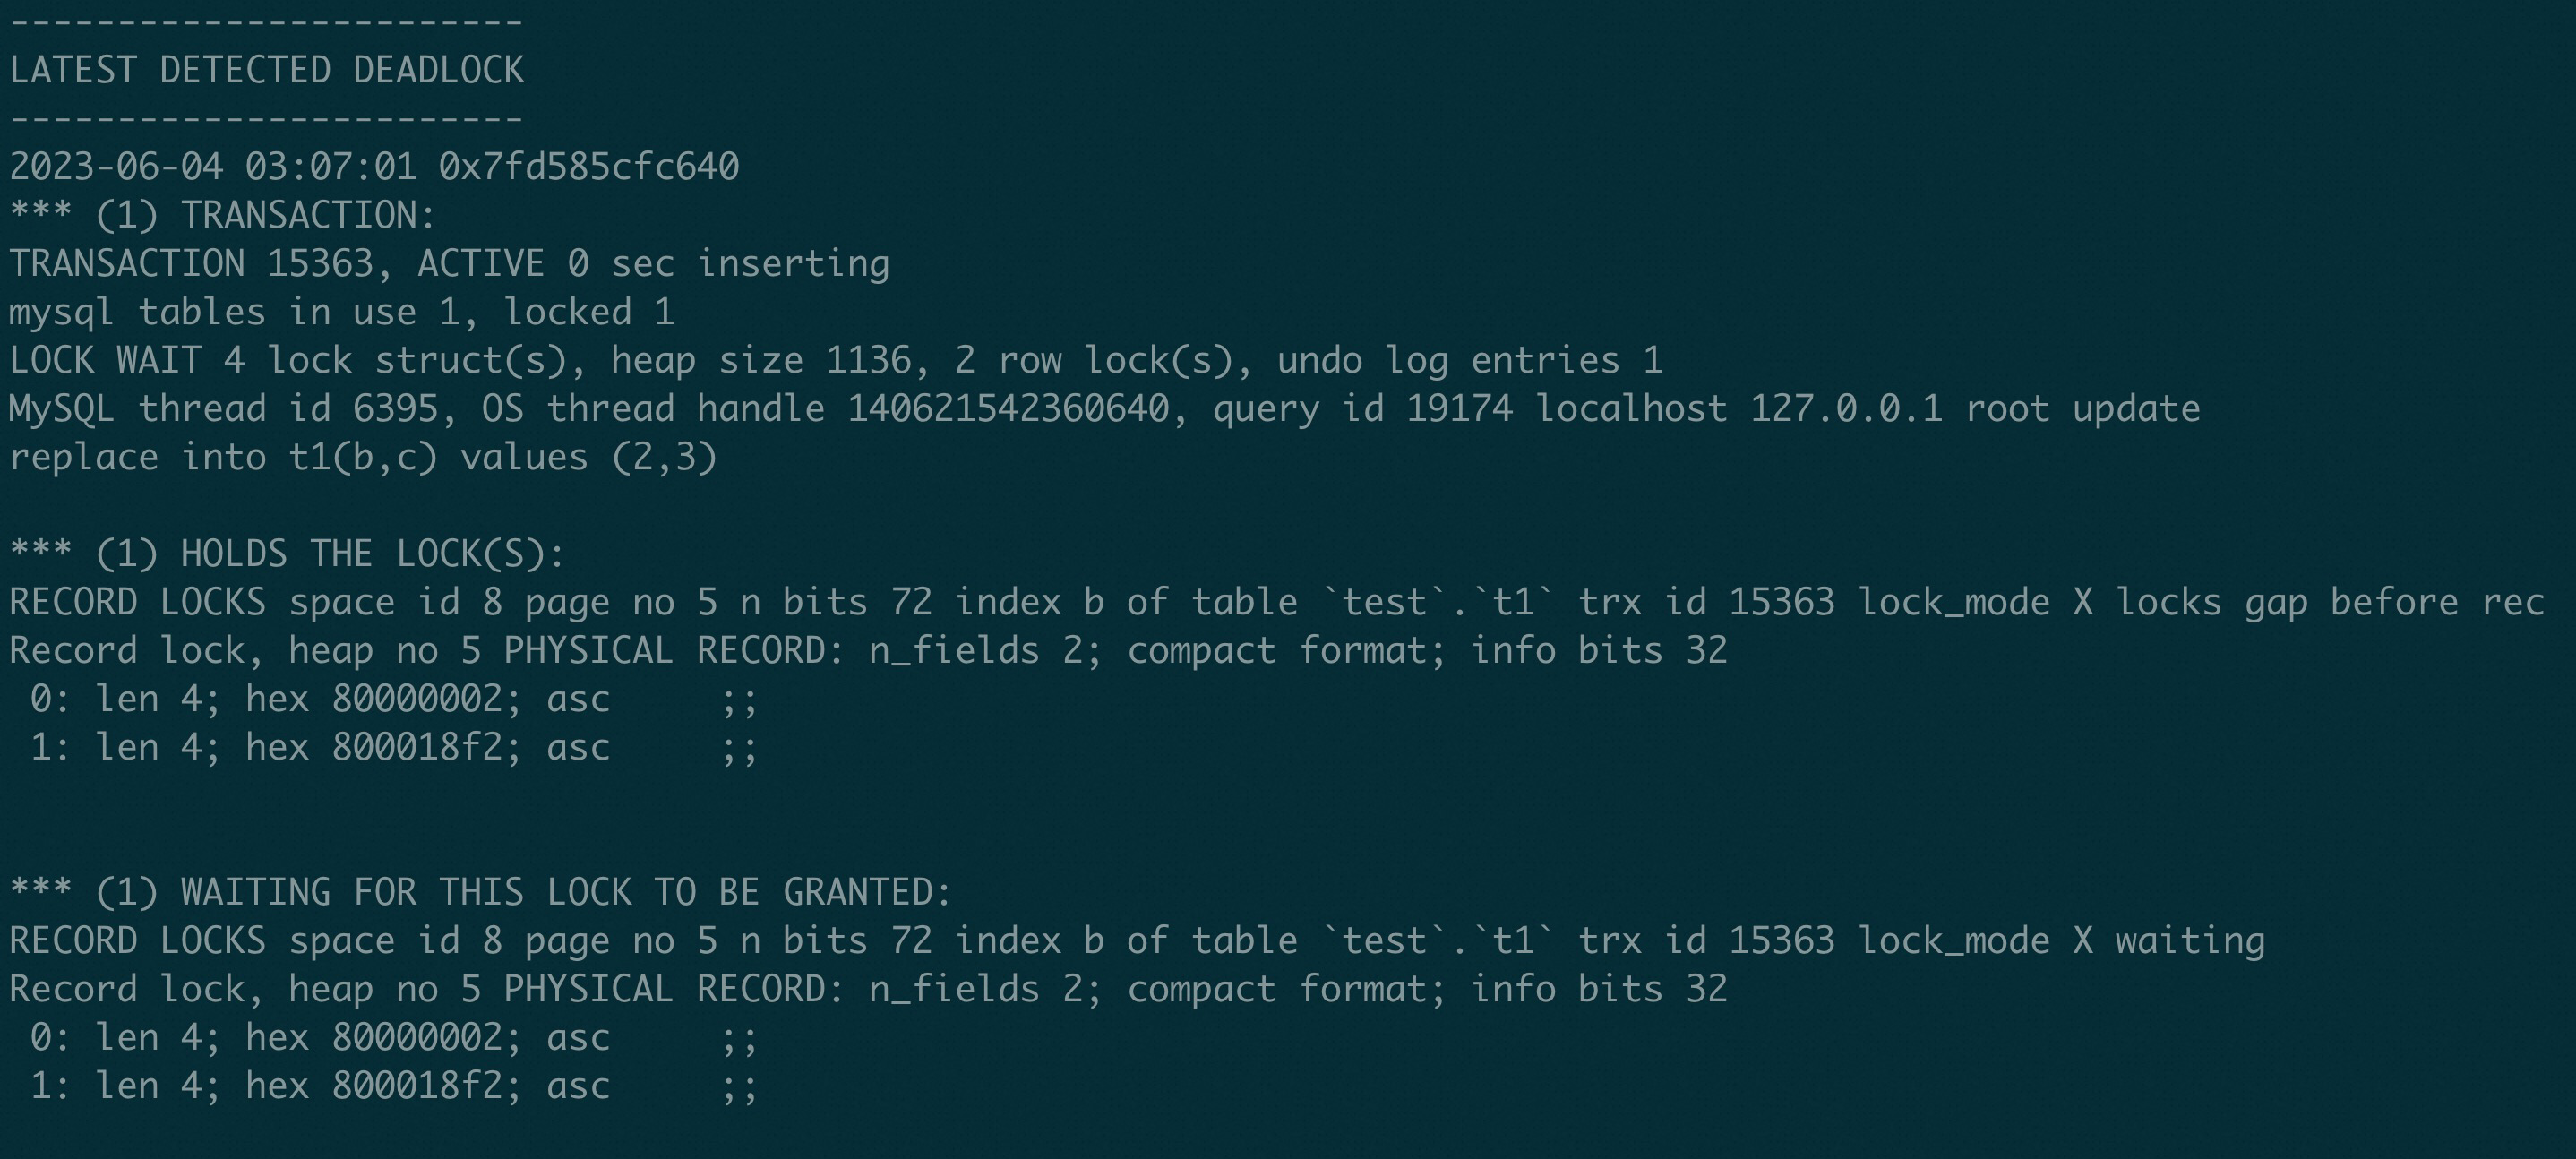 ------------------------
LATEST DETECTED DEADLOCK
------------------------
2023-06-04 03:07:01 0x7fd585cfc640
*** (1) TRANSACTION:
TRANSACTION 15363, ACTIVE 0 sec inserting
mysql tables in use 1, locked 1
LOCK WAIT 4 lock struct(s), heap size 1136, 2 row lock(s), undo log entries 1
MySQL thread id 6395, OS thread handle 140621542360640, query id 19174 localhost 127.0.0.1 root update
replace into t1(b,c) values (2,3)

*** (1) HOLDS THE LOCK(S):
RECORD LOCKS space id 8 page no 5 n bits 72 index b of table `test`.`t1` trx id 15363 lock_mode X locks gap before rec
Record lock, heap no 5 PHYSICAL RECORD: n_fields 2; compact format; info bits 32
 0: len 4; hex 80000002; asc     ;;
 1: len 4; hex 800018f2; asc     ;;


*** (1) WAITING FOR THIS LOCK TO BE GRANTED:
RECORD LOCKS space id 8 page no 5 n bits 72 index b of table `test`.`t1` trx id 15363 lock_mode X waiting
Record lock, heap no 5 PHYSICAL RECORD: n_fields 2; compact format; info bits 32
 0: len 4; hex 80000002; asc     ;;
 1: len 4; hex 800018f2; asc     ;;